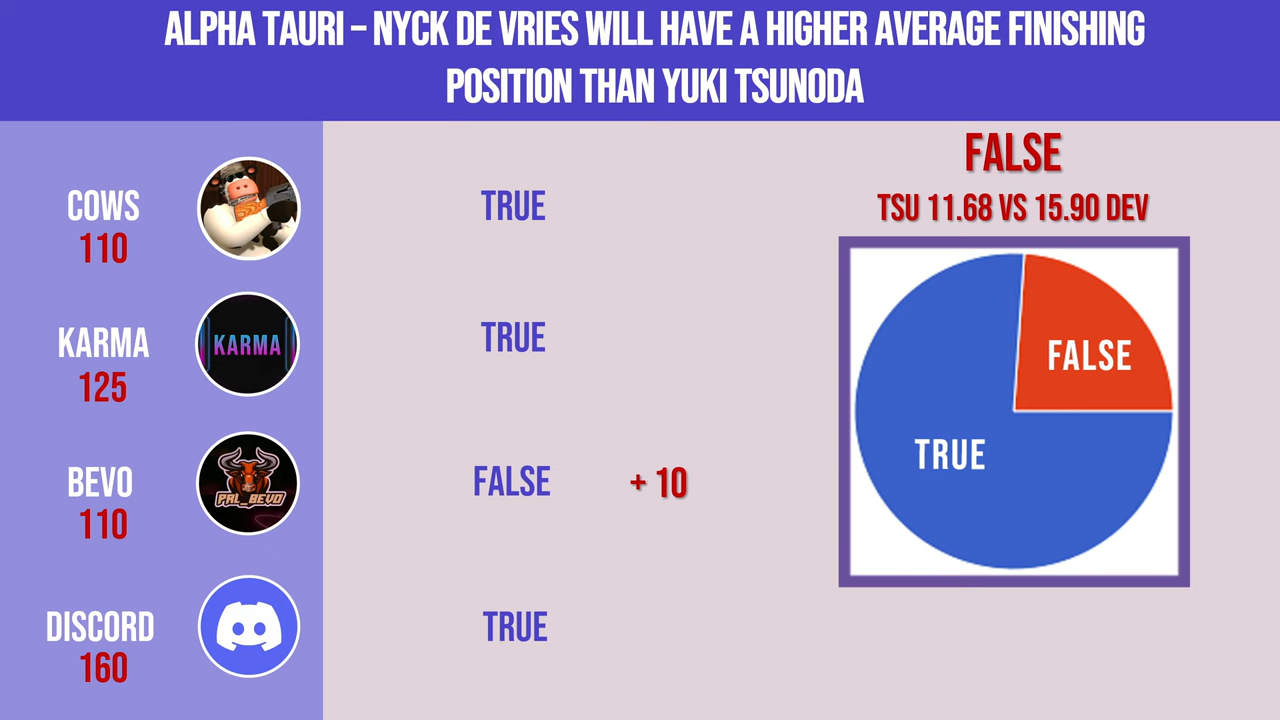 ALPHA TAURI – NYCK DE VRIES WILL HAVE A HIGHER AVERAGE FINISHING
POSITION THAN YUKI TSUNODA
FALSE
TSU 11.68 VS 15.90 DEV
COWS
110
TRUE
KARMA
125
KARMA
TRUE
BEVO
110
PRL_BEVO
FALSE
+ 10
DISCORD
160
TRUE
FALSE
TRUE